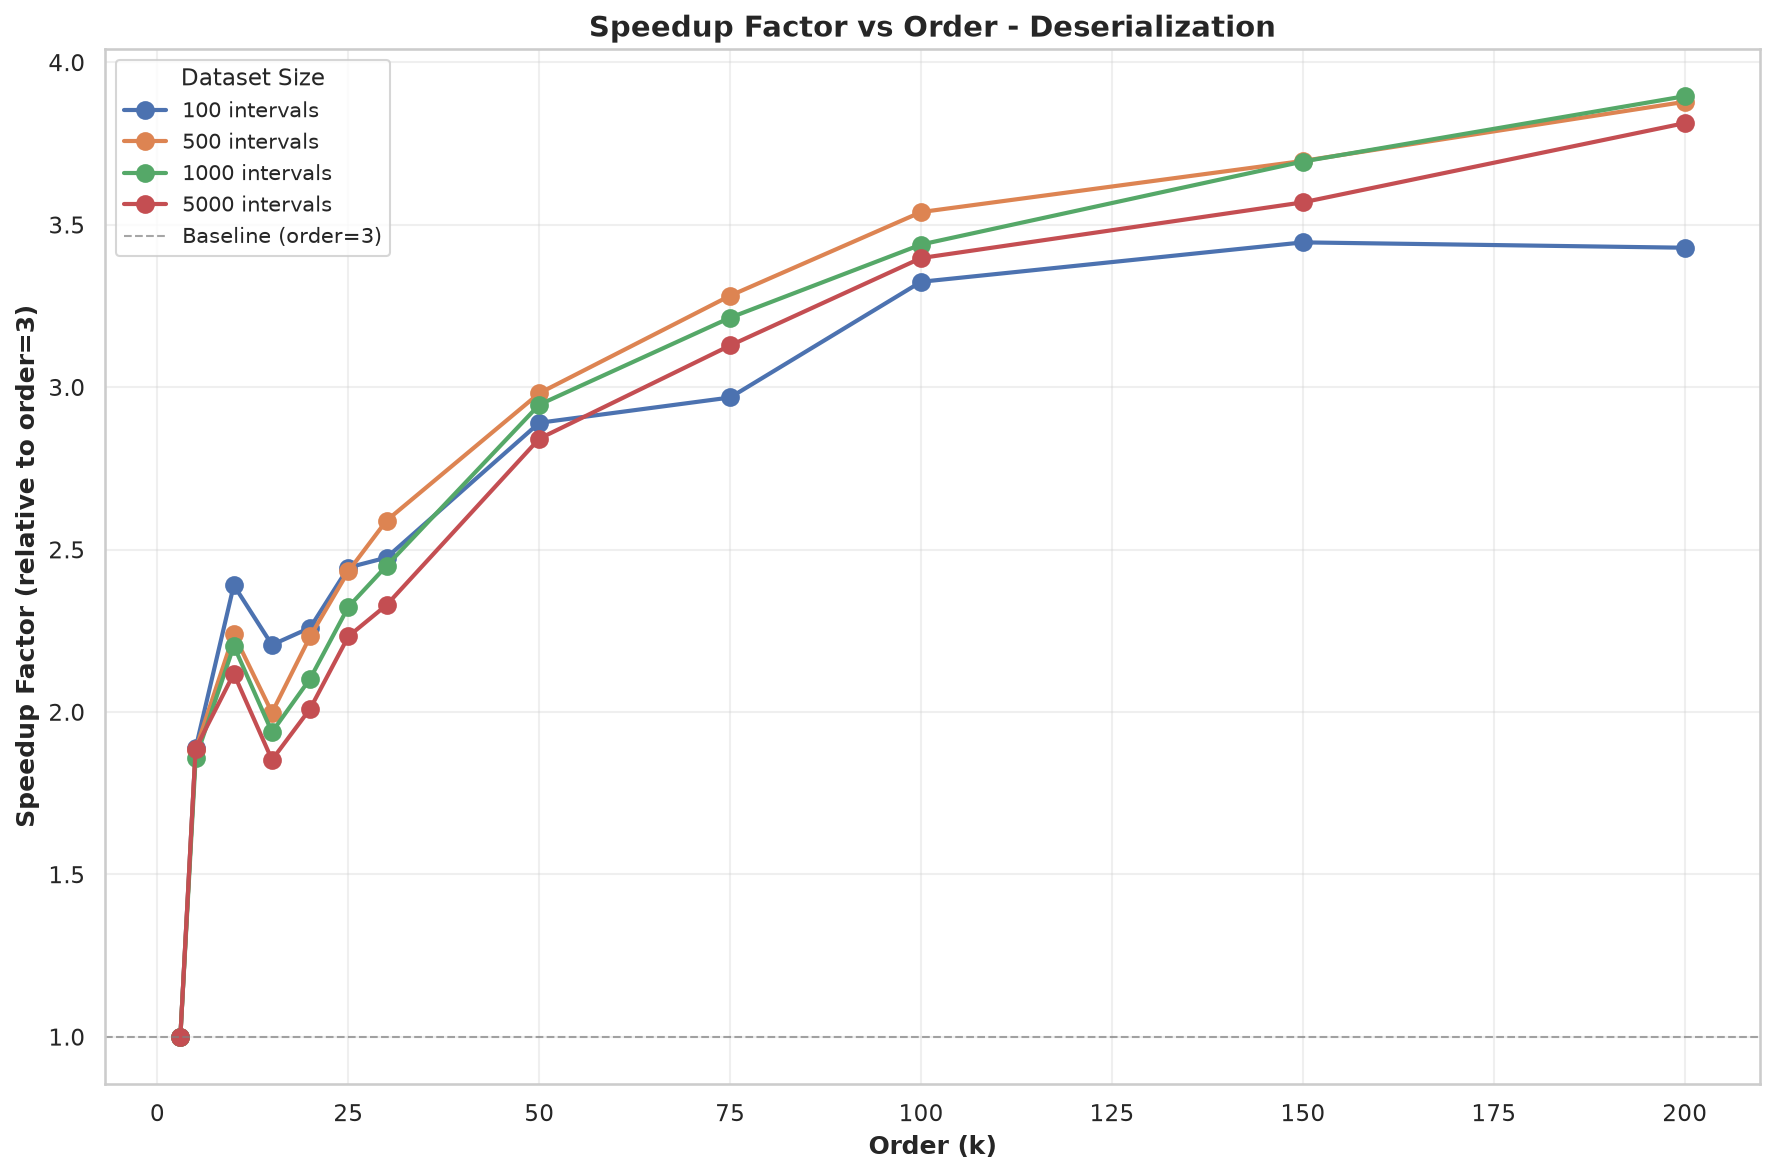 Speedup Factor vs Order - Deserialization
Dataset Size
100 intervals
500 intervals
1000 intervals
5000 intervals
Baseline (order=3)
Speedup Factor (relative to order=3)
4.0
3.5
3.0
2.5
2.0
1.5
1.0
0 25 50 75 100 125 150 175 200
Order (k)